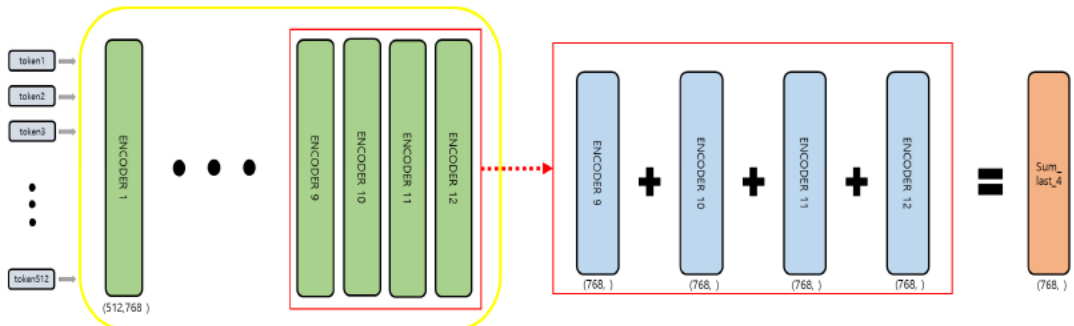 token1
token2
token3
token512
ENCODER 1
(512,768 )
ENCODER 9
ENCODER 10
ENCODER 11
ENCODER 12
ENCODER 9
(768, )
ENCODER 10
(768, )
ENCODER 11
(768, )
ENCODER 12
(768, )
Sum_
last_4
(768, )